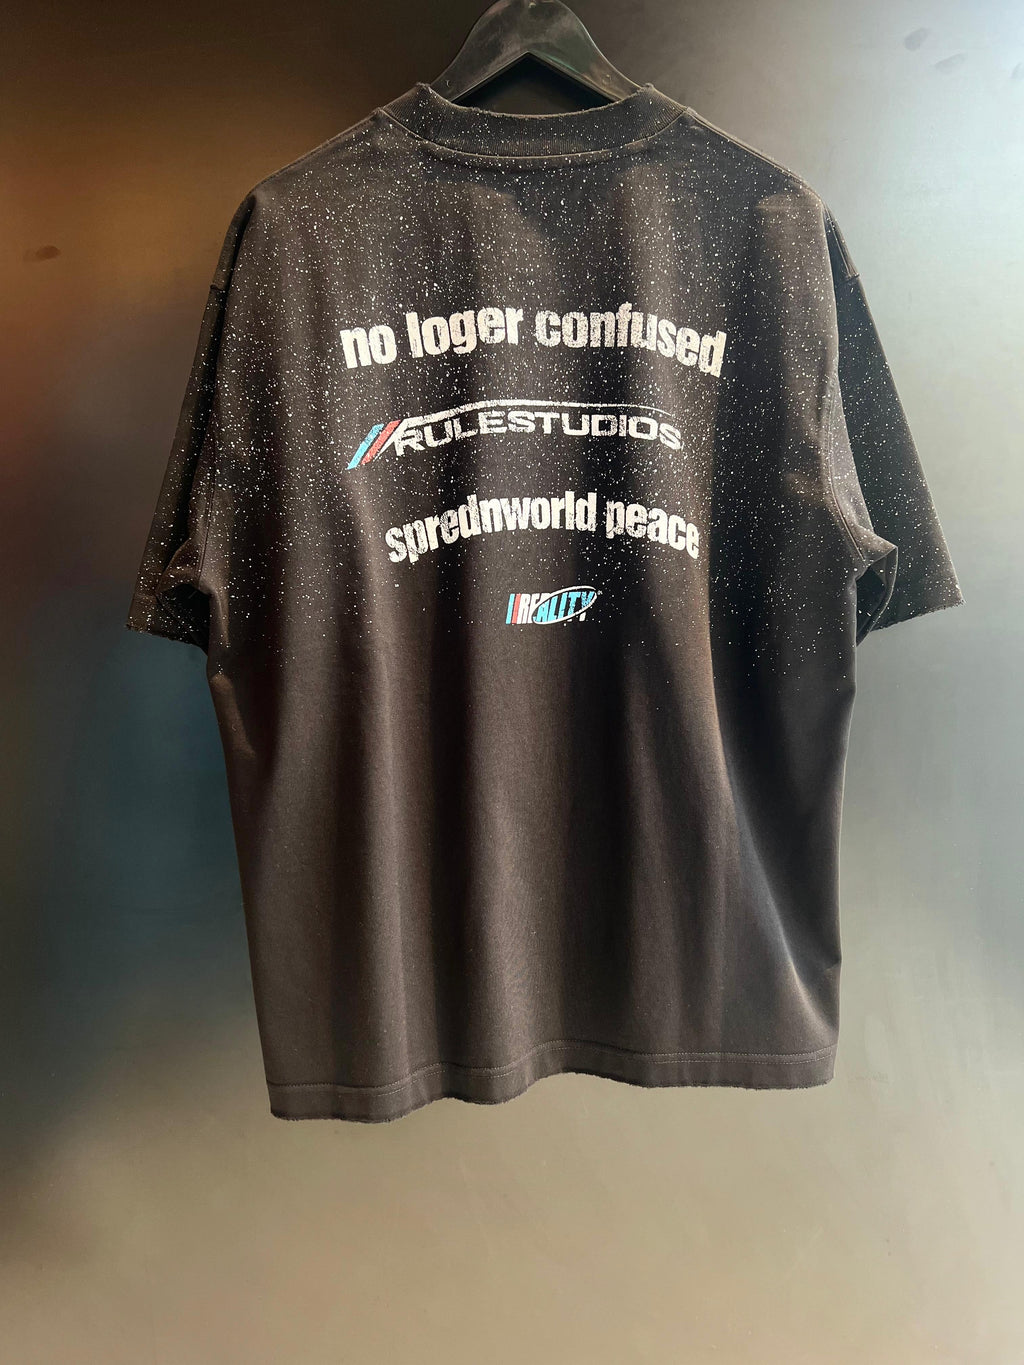 no loger confused
RULESTUDIOS
sprednworld peace
REALITY